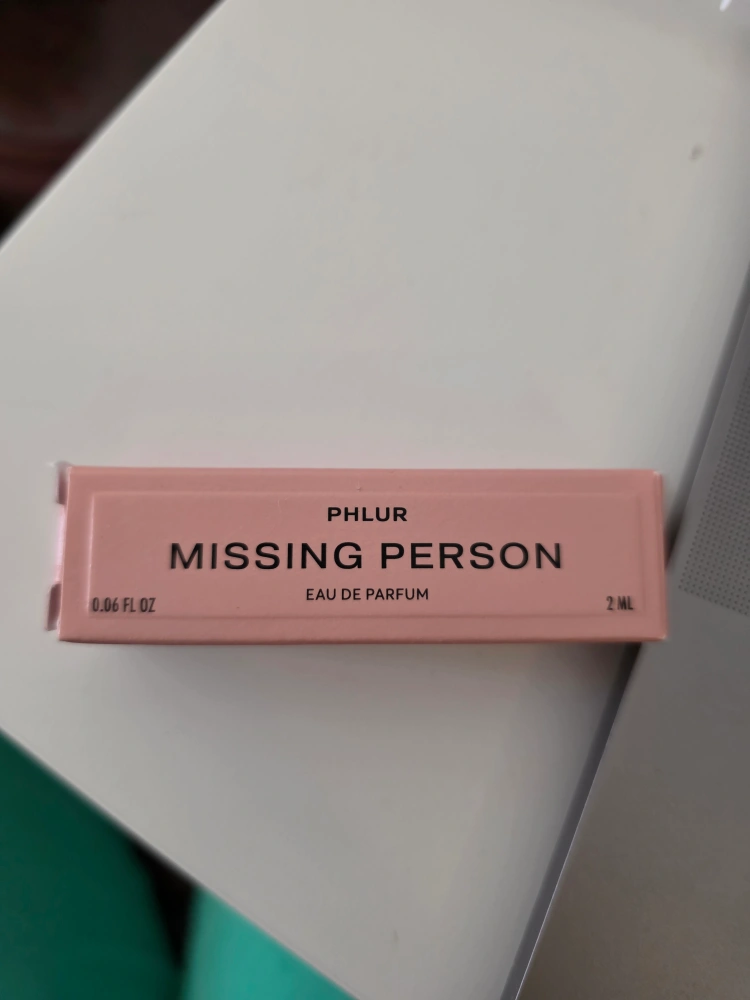 PHLUR
MISSING PERSON
EAU DE PARFUM
0.06 FL OZ
2 ML